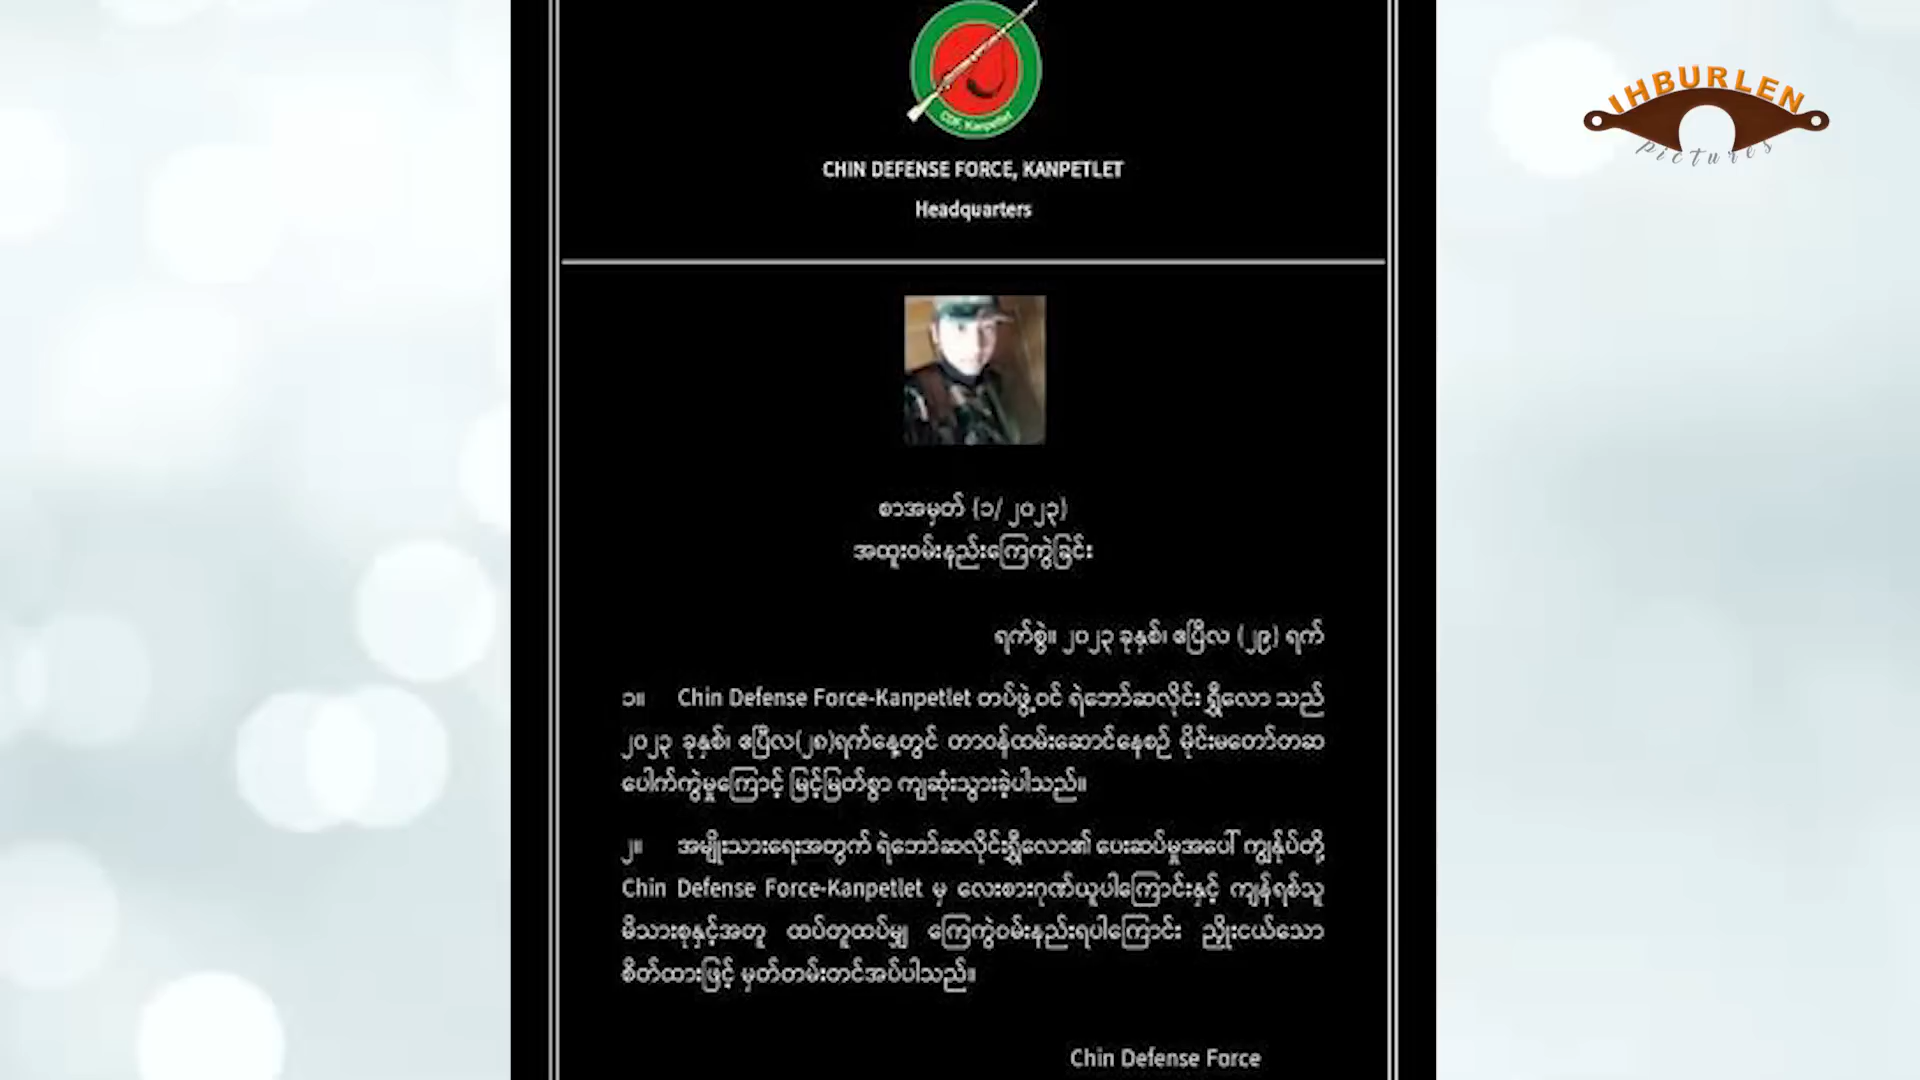 IHBURLEN
pictures
CDF, Kanpetlet
CHIN DEFENSE FORCE, KANPETLET
Headquarters
စာအမှတ် (၁/၂၀၂၃)
အထူးဝမ်းနည်းကြေကွဲခြင်း
ရက်စွဲ။ ၂၀၂၃ ခုနှစ်၊ ဧပြီလ (၂၉) ရက်
၁။ Chin Defense Force-Kanpetlet တပ်ဖွဲ့ဝင် ရဲဘော်ဆလိုင်း ရှီလော သည်
၂၀၂၃ ခုနှစ်၊ ဧပြီလ(၂၈)ရက်နေ့တွင် တာဝန်ထမ်းဆောင်နေစဉ် မိုင်းမတော်တဆ
ပေါက်ကွဲမှုကြောင့် မြင့်မြတ်စွာ ကျဆုံးသွားခဲ့ပါသည်။
၂။ အမျိုးသားရေးအတွက် ရဲဘော်ဆလိုင်းရှီလော၏ ပေးဆပ်မှုအပေါ် ကျွန်ုပ်တို့
Chin Defense Force-Kanpetlet မှ လေးစားဂုဏ်ယူပါကြောင်းနှင့် ကျန်ရစ်သူ
မိသားစုနှင့်အတူ ထပ်တူထပ်မျှ ကြေကွဲဝမ်းနည်းရပါကြောင်း ညှိုးငယ်သော
စိတ်ထားဖြင့် မှတ်တမ်းတင်အပ်ပါသည်။
Chin Defense Force